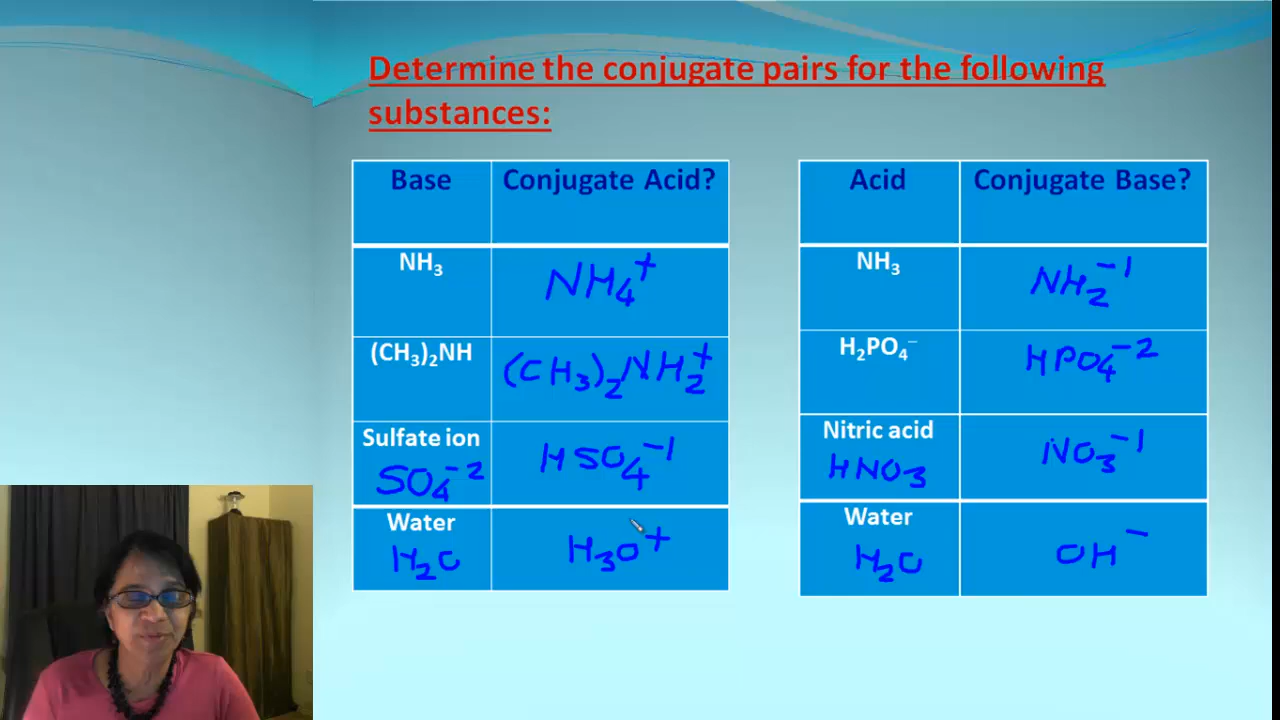 Determine the conjugate pairs for the following
substances:
Base Conjugate Acid?
NH₃ NH₄⁺
(CH₃)₂NH (CH₃)₂NH₂⁺
Sulfate ion
SO₄⁻² HSO₄⁻¹
Water
H₂O H₃O⁺
Acid Conjugate Base?
NH₃ NH₂⁻¹
H₂PO₄⁻ HPO₄⁻²
Nitric acid
HNO₃ NO₃⁻¹
Water
H₂O OH⁻